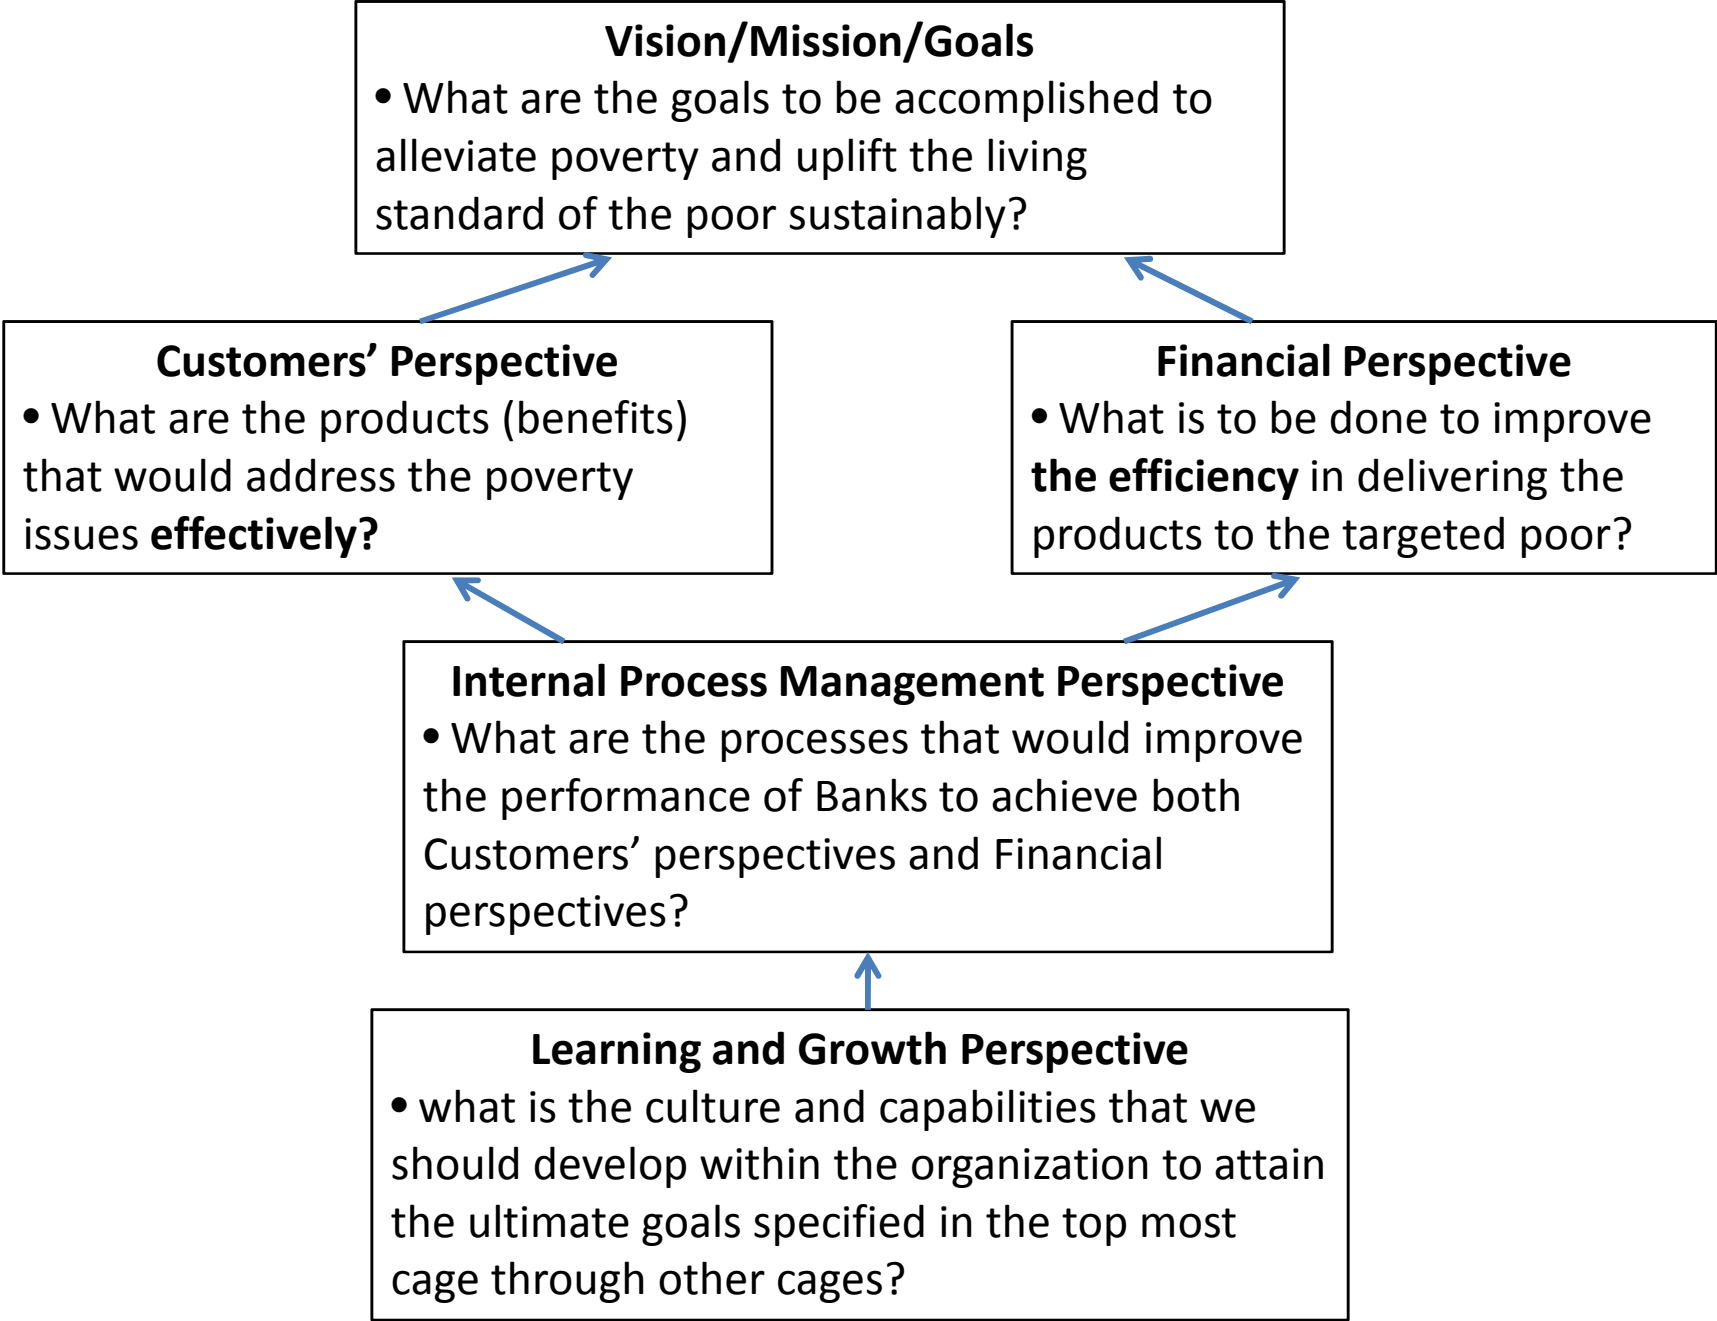 Vision/Mission/Goals
• What are the goals to be accomplished to
alleviate poverty and uplift the living
standard of the poor sustainably?
Customers’ Perspective
• What are the products (benefits)
that would address the poverty
issues effectively?
Financial Perspective
• What is to be done to improve
the efficiency in delivering the
products to the targeted poor?
Internal Process Management Perspective
• What are the processes that would improve
the performance of Banks to achieve both
Customers’ perspectives and Financial
perspectives?
Learning and Growth Perspective
• what is the culture and capabilities that we
should develop within the organization to attain
the ultimate goals specified in the top most
cage through other cages?